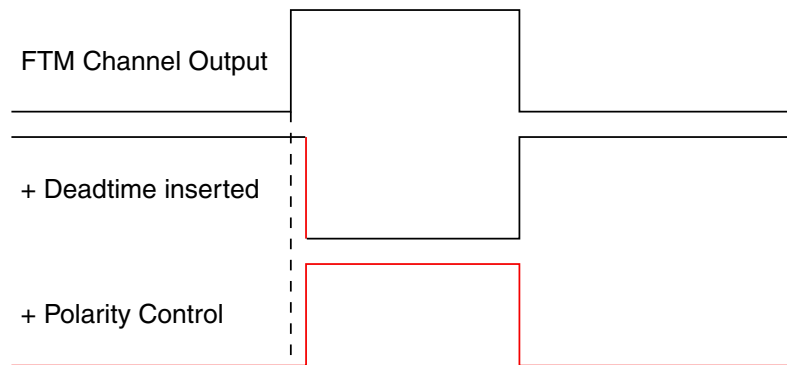 FTM Channel Output
+ Deadtime inserted
+ Polarity Control